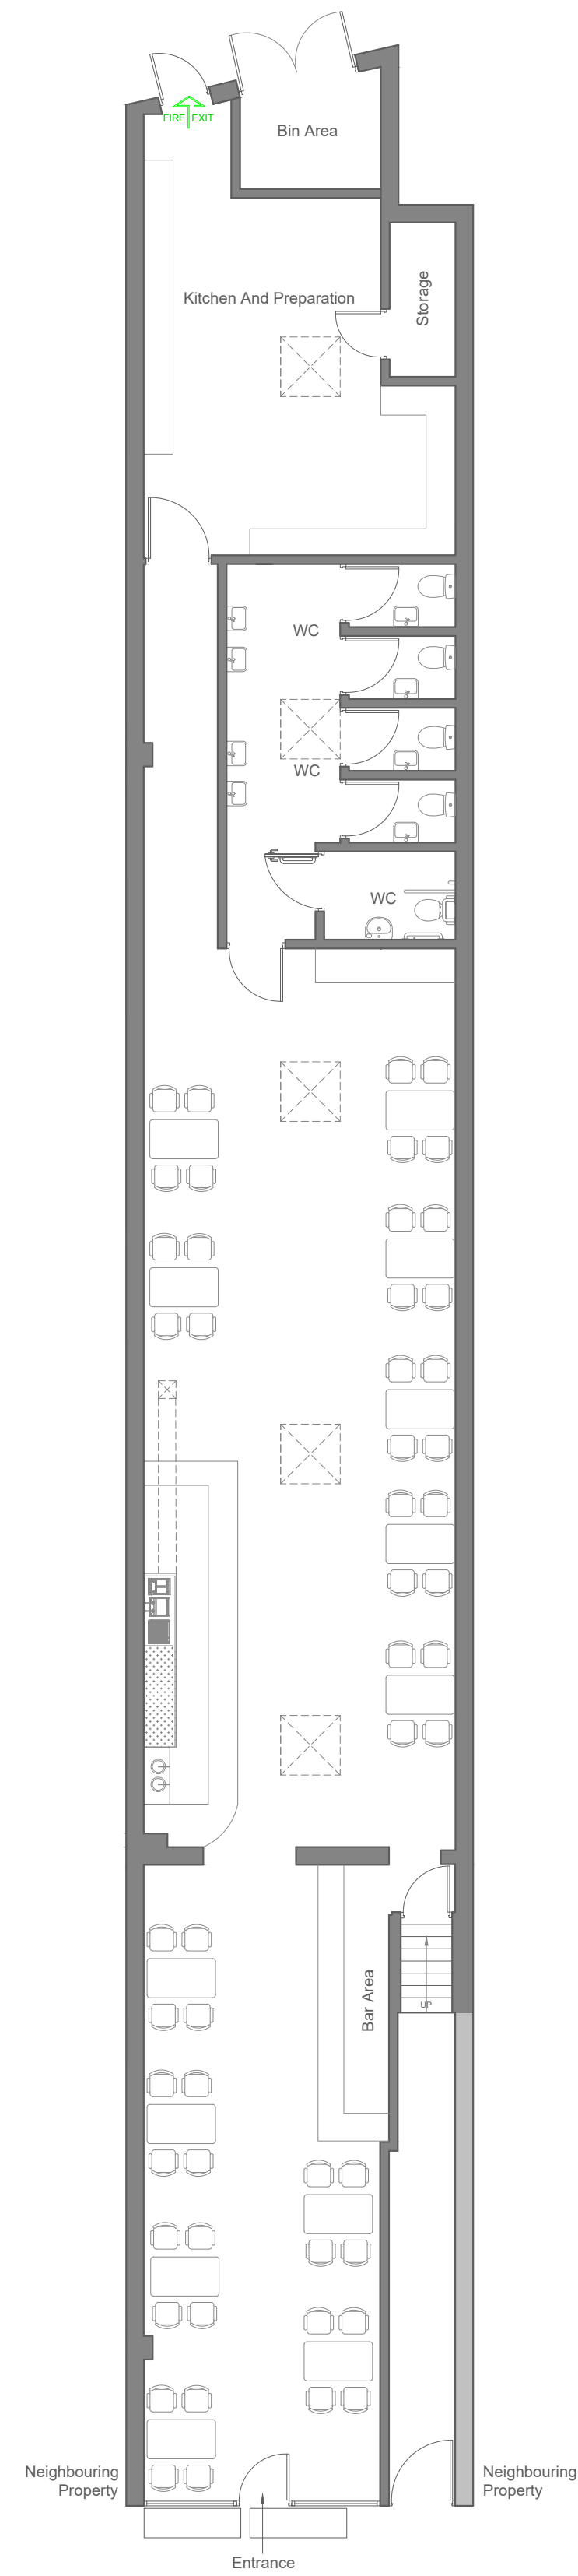 FIRE EXIT
Bin Area
Storage
Kitchen And Preparation
WC
WC
WC
Bar Area
UP
Neighbouring
Property
Neighbouring
Property
Entrance